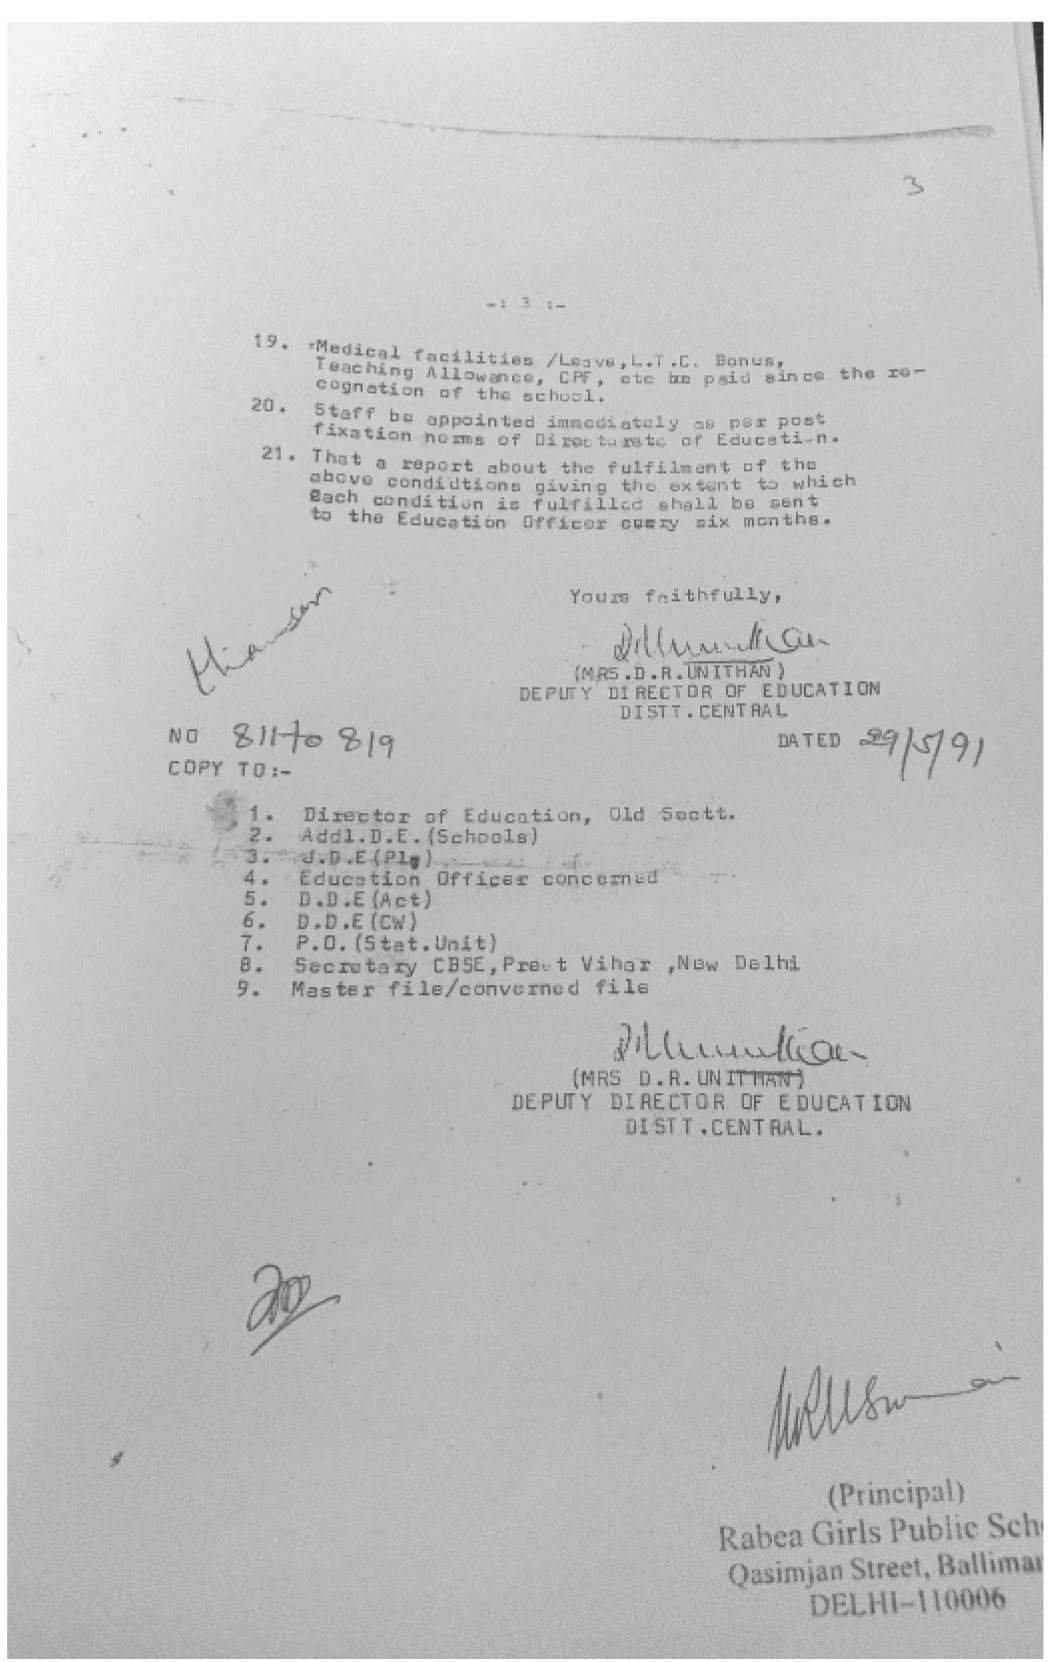 3
-: 3 :-
19. -Medical facilities /Leave,L.T.C. Bonus,
Teaching Allowance, CPF, etc be paid since the re-
cognation of the school.
20. Staff be appointed immediately as per post
fixation norms of Directorate of Education.
21. That a report about the fulfilment of the
above condidtions giving the extent to which
Each condition is fulfilled shall be sent
to the Education Officer every six months.
Yours faithfully,
(MRS.D.R.UNITHAN)
DEPUTY DIRECTOR OF EDUCATION
DISTT.CENTRAL
NO 811 to 819 DATED 29/5/91
COPY TO:-
1. Director of Education, Old Sectt.
2. Addl.D.E.(Schools)
3. J.D.E(Plg)
4. Education Officer concerned
5. D.D.E(Act)
6. D.D.E(CW)
7. P.O.(Stat.Unit)
8. Secretary CBSE,Preet Vihar ,New Delhi
9. Master file/converned file
(MRS D.R.UNITHAN)
DEPUTY DIRECTOR OF EDUCATION
DISTT.CENTRAL.
(Principal)
Rabea Girls Public Scho
Qasimjan Street, Ballimar
DELHI-110006